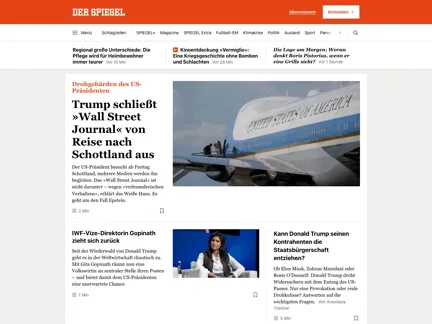 DER SPIEGEL
Abonnement
Anmelden
Menü Schlagzeilen SPIEGEL+ Magazine SPIEGEL Extra Fußball-EM Klimakrise Politik Ausland Sport
Regionale große Unterschiede: Die
Pflege wird für Heimbewohner
immer teurer Vor 10 Min
Kinoentdeckung «Vermiglio»:
Eine Kriegsgeschichte ohne Bomben
und Schlachten Vor 28 Min
Die Lage am Morgen: Woran
denkt Boris Pistorius, wenn er
eine Grille sieht? Vor 1 Stunde
Drohgebärden des US-
Präsidenten
Trump schließt
»Wall Street
Journal« von
Reise nach
Schottland aus
Der US-Präsident besucht ab Freitag
Schottland, mehrere Medien werden ihn
begleiten. Das »Wall Street Journal« ist
nicht darunter – wegen »verleumderischen
Verhaltens«, erklärt das Weiße Haus. Es
geht um den Fall Epstein.
2 Min
UNITED STATES OF AMERICA
IWF-Vize-Direktorin Gopinath
zieht sich zurück
Seit der Wiederwahl von Donald Trump
geht es in der Weltwirtschaft chaotisch zu.
Mit Gita Gopinath räumt nun eine
Volkswirtin an zentraler Stelle ihren Posten
– und bietet damit dem US-Präsidenten
eine unerwartete Chance.
1 Min
Kann Donald Trump seinen
Kontrahenten die
Staatsbürgerschaft
entziehen?
Ob Elon Musk, Zohran Mamdani oder
Rosie O'Donnell: Donald Trump droht
Widersachern mit dem Entzug des US-
Passes. Nur eine Provokation oder reale
Drohkulisse? Antworten auf die
wichtigsten Fragen. Von Anastasia
Trenkler
8 Min